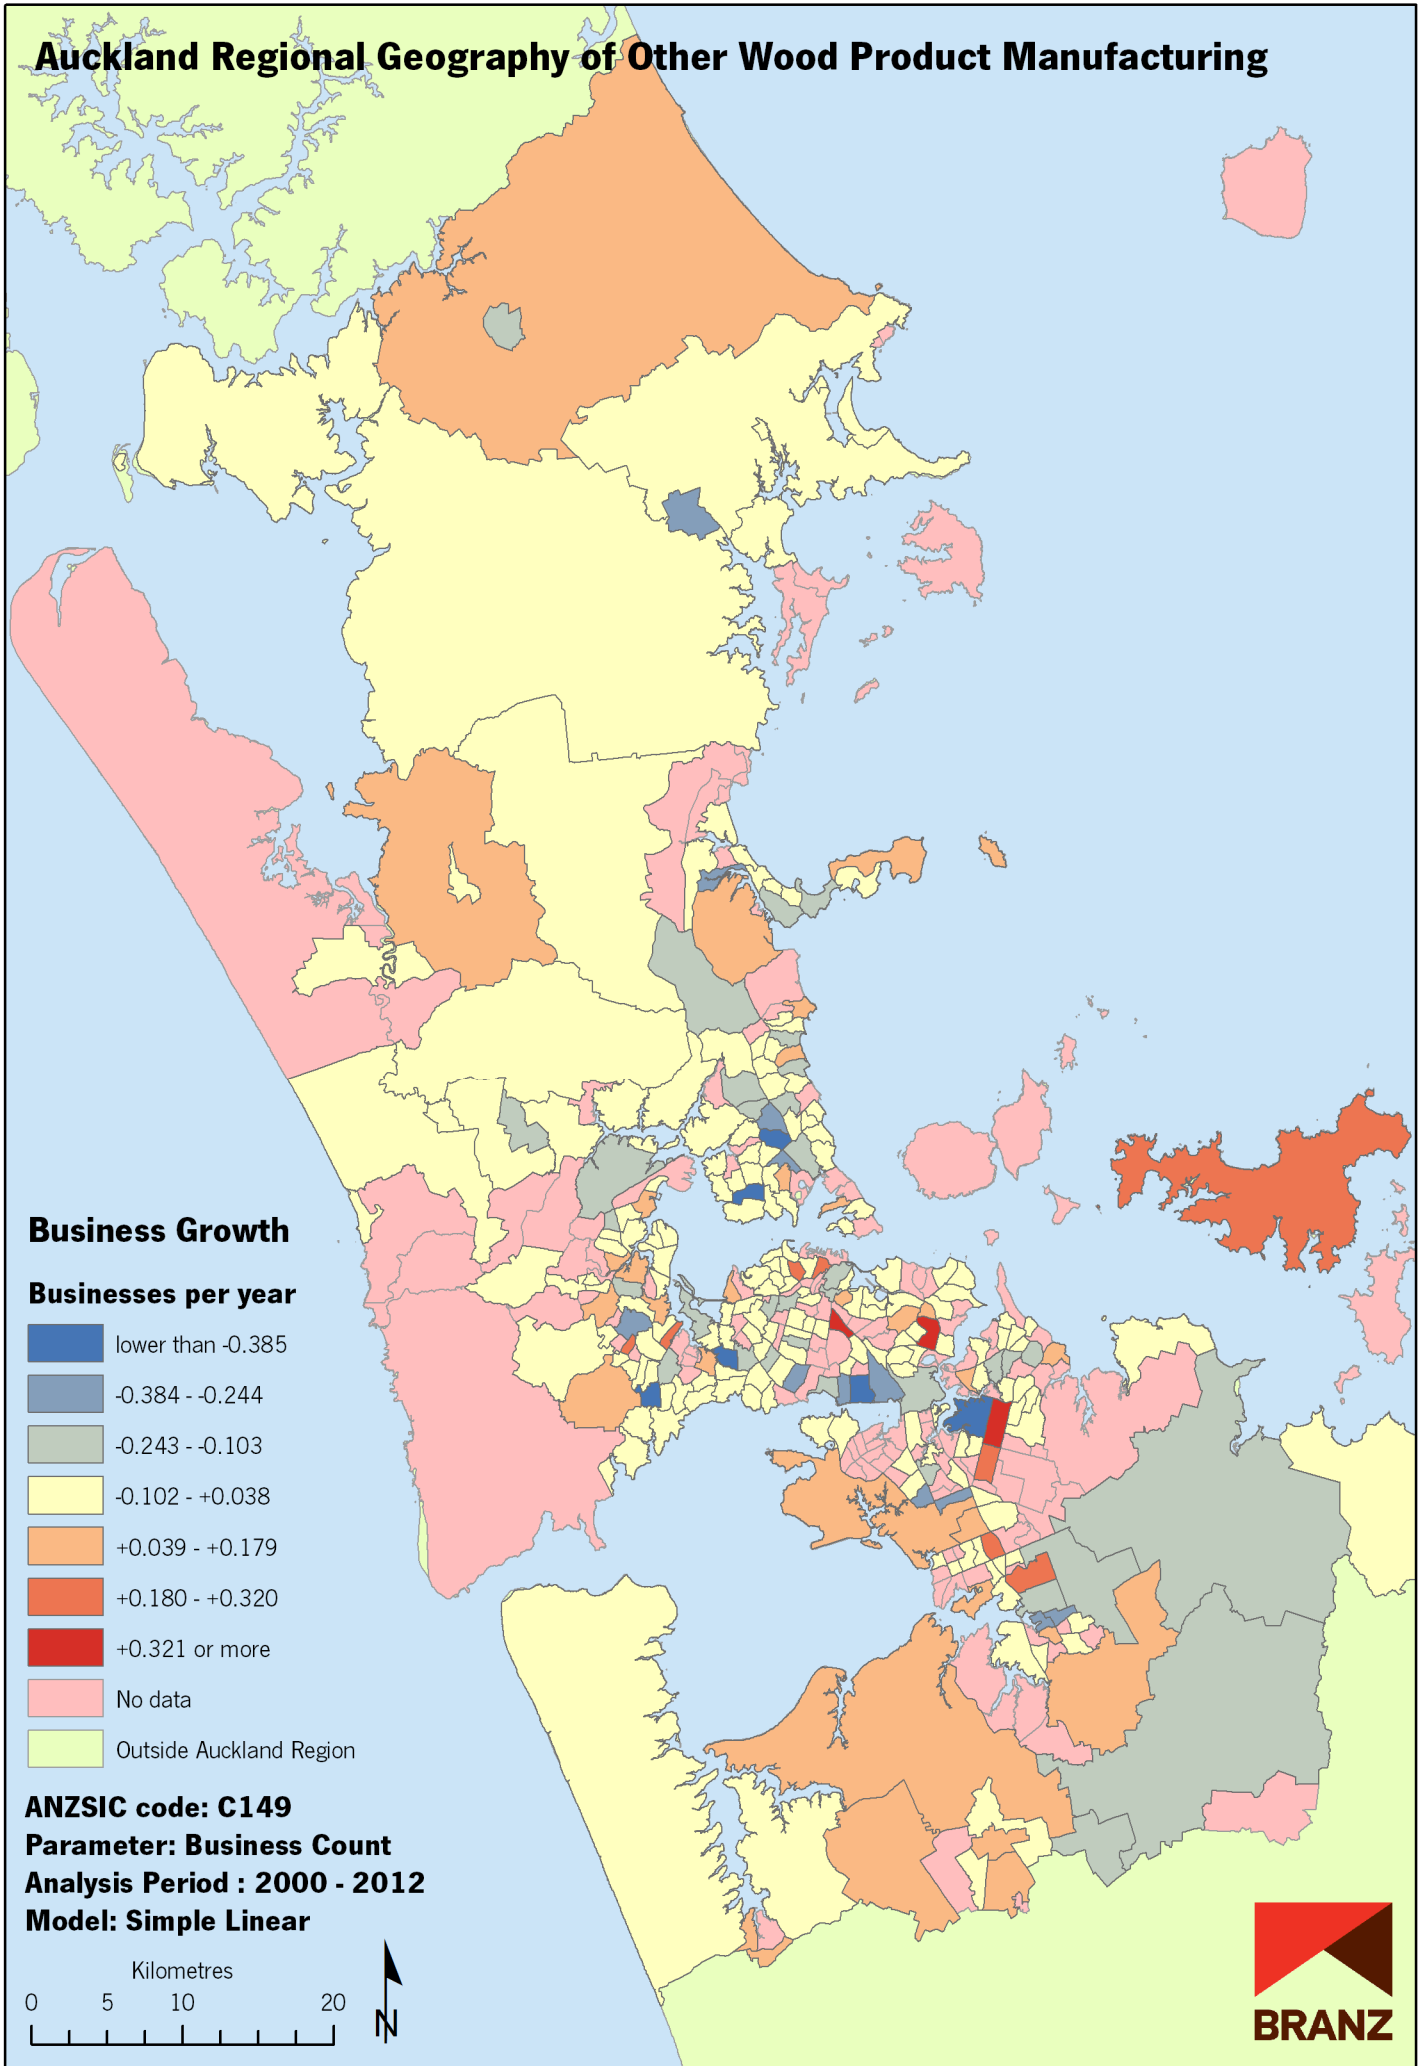 Auckland Regional Geography of Other Wood Product Manufacturing
Business Growth
Businesses per year
lower than -0.385
-0.384 - -0.244
-0.243 - -0.103
-0.102 - +0.038
+0.039 - +0.179
+0.180 - +0.320
+0.321 or more
No data
Outside Auckland Region
ANZSIC code: C149
Parameter: Business Count
Analysis Period : 2000 - 2012
Model: Simple Linear
Kilometres
0 5 10 20
N
BRANZ